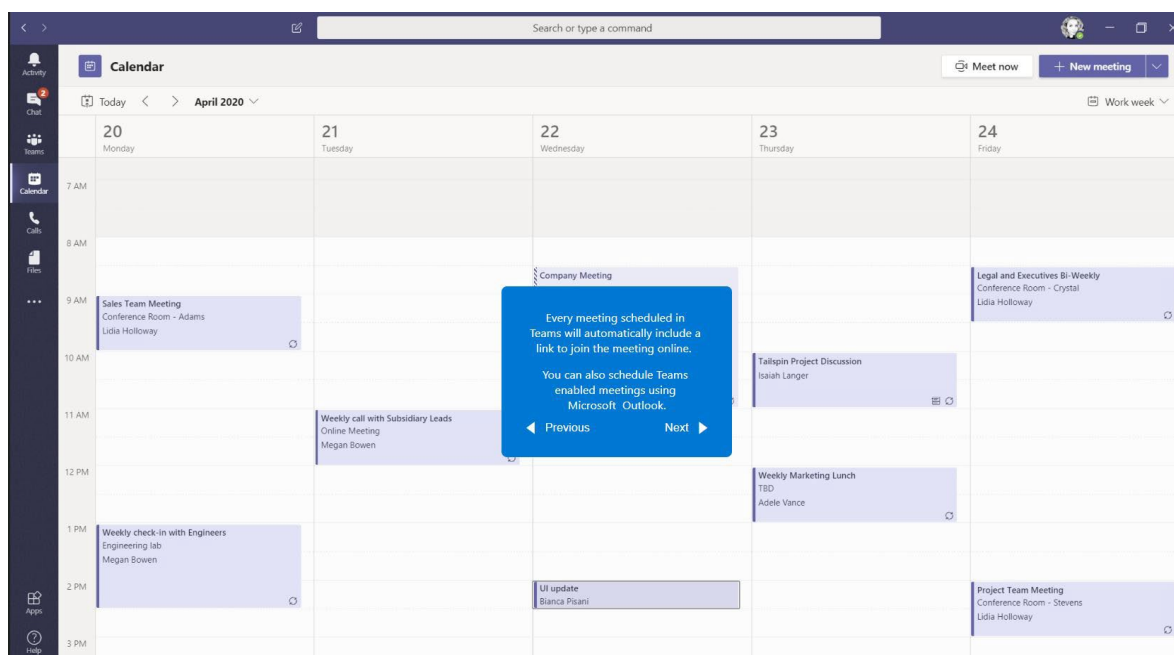 Search or type a command
Activity
Calendar
Meet now
New meeting
2
Chat
Today
April 2020
Work week
Teams
20
Monday
21
Tuesday
22
Wednesday
23
Thursday
24
Friday
Calendar
7 AM
Calls
8 AM
Files
Company Meeting
Legal and Executives Bi-Weekly
Conference Room - Crystal
Lidia Holloway
9 AM
Sales Team Meeting
Conference Room - Adams
Lidia Holloway
Every meeting scheduled in
Teams will automatically include a
link to join the meeting online.
You can also schedule Teams
enabled meetings using
Microsoft Outlook.
Previous
Next
10 AM
Tailspin Project Discussion
Isaiah Langer
11 AM
Weekly call with Subsidiary Leads
Online Meeting
Megan Bowen
12 PM
Weekly Marketing Lunch
TBD
Adele Vance
1 PM
Weekly check-in with Engineers
Engineering lab
Megan Bowen
2 PM
UI update
Bianca Pisani
Project Team Meeting
Conference Room - Stevens
Lidia Holloway
Apps
Help
3 PM